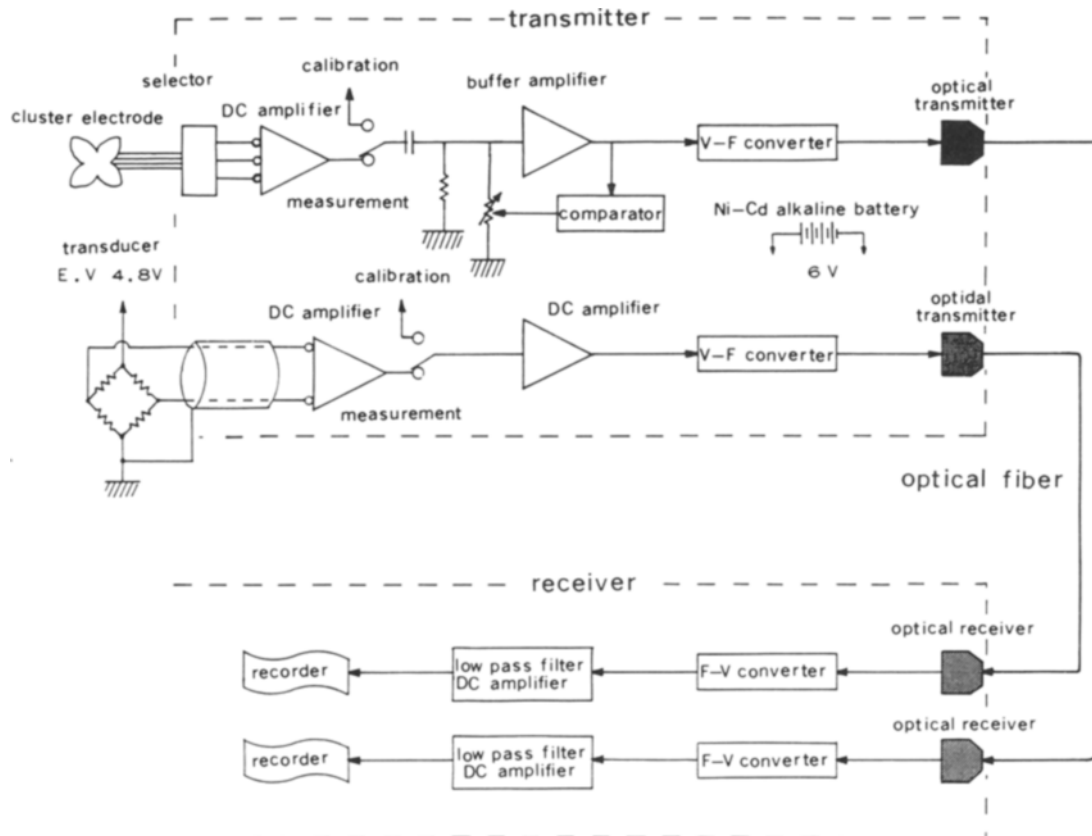 transmitter
calibration
selector
buffer amplifier
optical
transmitter
DC amplifier
cluster electrode
V-F converter
measurement
comparator
Ni-Cd alkaline battery
6 V
transducer
E.V 4.8V
calibration
DC amplifier
DC amplifier
optidal
transmitter
V-F converter
measurement
optical fiber
receiver
optical receiver
recorder
low pass filter
DC amplifier
F-V converter
optical receiver
recorder
low pass filter
DC amplifier
F-V converter